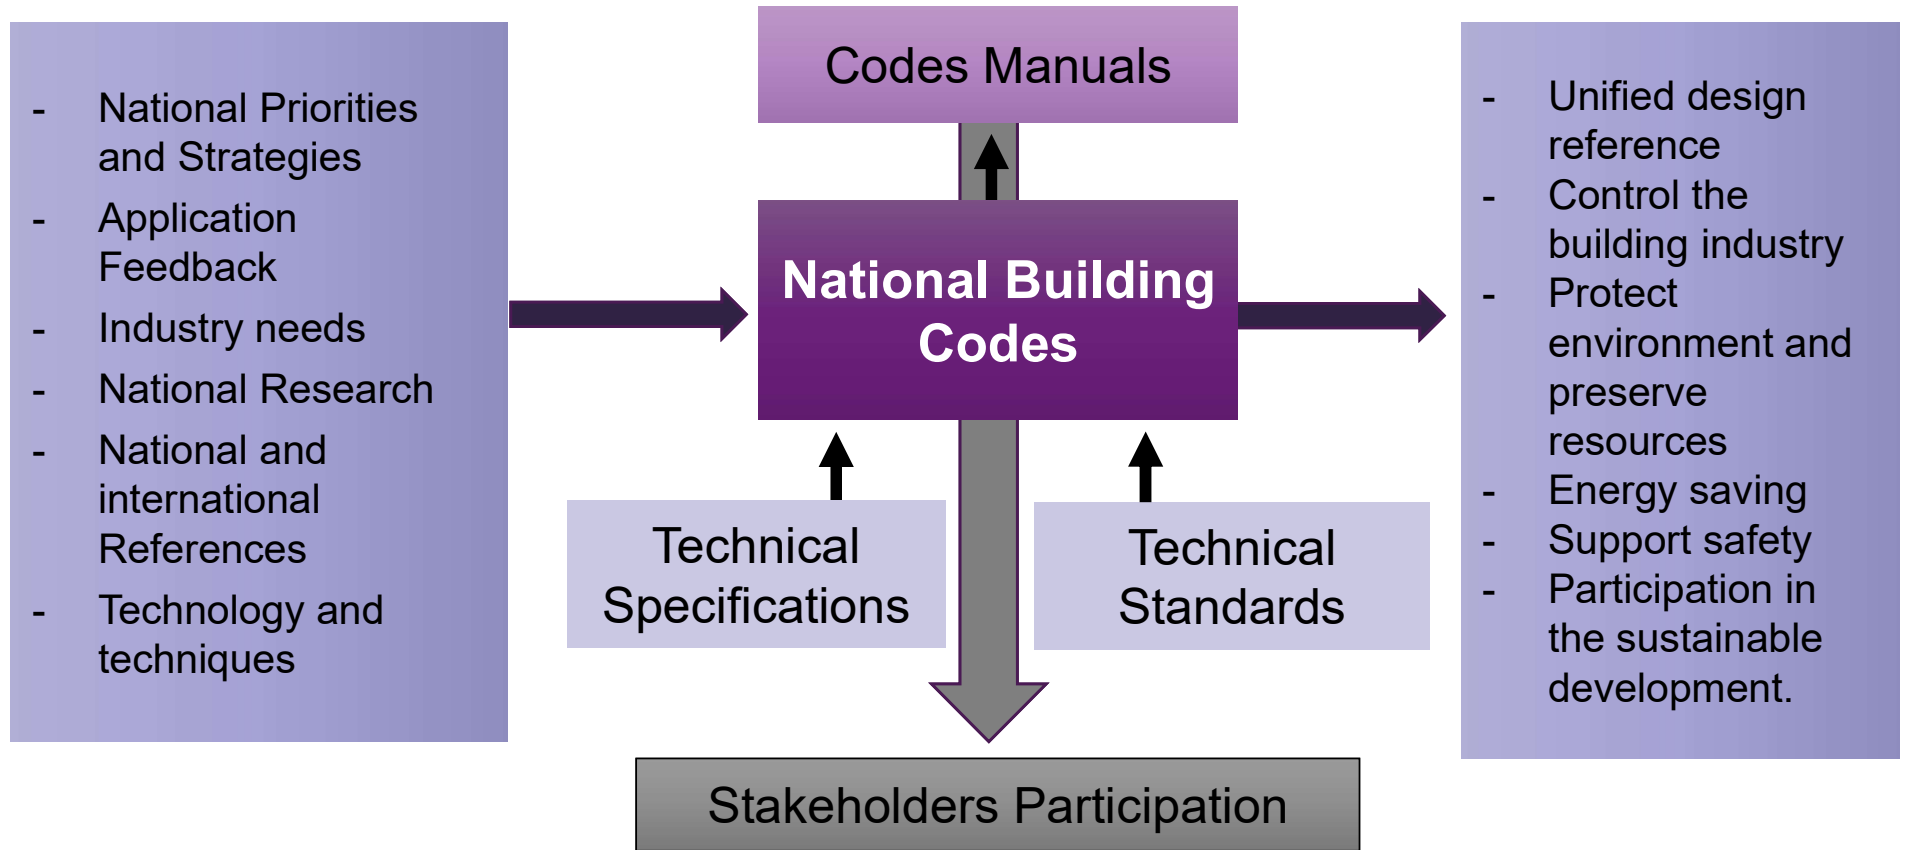 - National Priorities
and Strategies
- Application
Feedback
- Industry needs
- National Research
- National and
international
References
- Technology and
techniques
Codes Manuals
National Building
Codes
Technical
Specifications
Technical
Standards
Stakeholders Participation
- Unified design
reference
- Control the
building industry
- Protect
environment and
preserve
resources
- Energy saving
- Support safety
- Participation in
the sustainable
development.